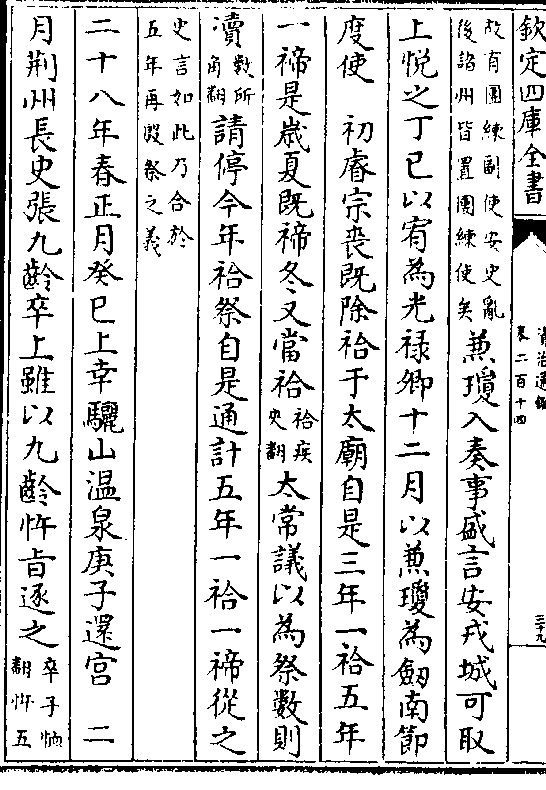 欽定四庫全書
資治通鑑
卷二百十四
三十九
故有團練副使安史亂
後諸州皆置團練使矣
兼瓊入奏事盛言安戎城可取
上悅之丁巳以宥為光禄卿十二月以兼瓊為劒南節
度使　初睿宗喪既除祫于太廟自是三年一祫五年
一禘是歳夏既禘冬又當祫
祫疾
史翻
太常議以為祭數則
瀆
數所
角翻
請停今年祫祭自是通計五年一祫一禘從之
史言如此乃合於
五年再殷祭之義
二十八年春正月癸巳上幸驪山温泉庚子還宫　二
月荆州長史張九齡卒上雖以九齡忤旨逐之
卒子恤
翻忤五